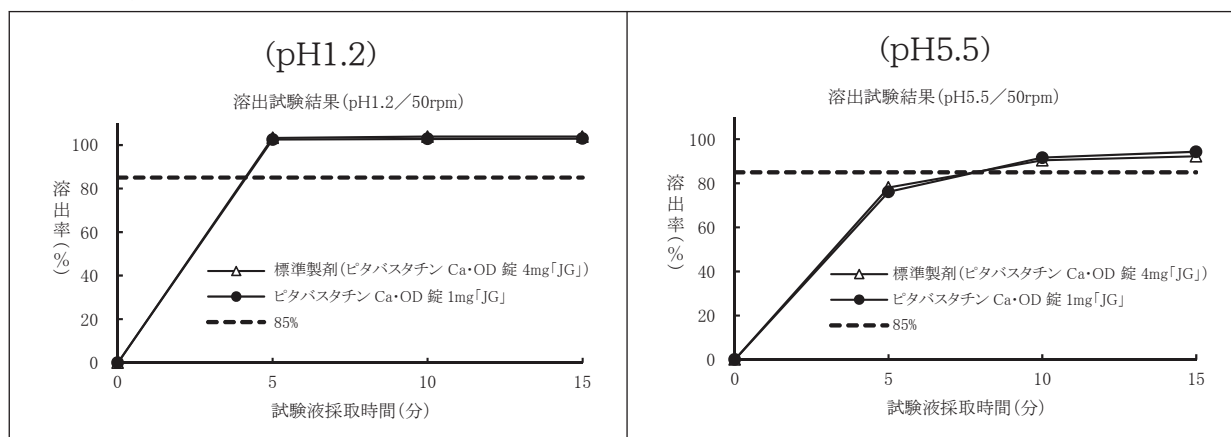 (pH1.2)
溶出試験結果(pH1.2/50rpm)
100
80
60
40
20
0
溶出率(%)
標準製剤(ピタバスタチン Ca・OD 錠 4mg「JG」)
ピタバスタチン Ca・OD 錠 1mg「JG」
85%
0 5 10 15
試験液採取時間(分)
(pH5.5)
溶出試験結果(pH5.5/50rpm)
100
80
60
40
20
0
溶出率(%)
標準製剤(ピタバスタチン Ca・OD 錠 4mg「JG」)
ピタバスタチン Ca・OD 錠 1mg「JG」
85%
0 5 10 15
試験液採取時間(分)